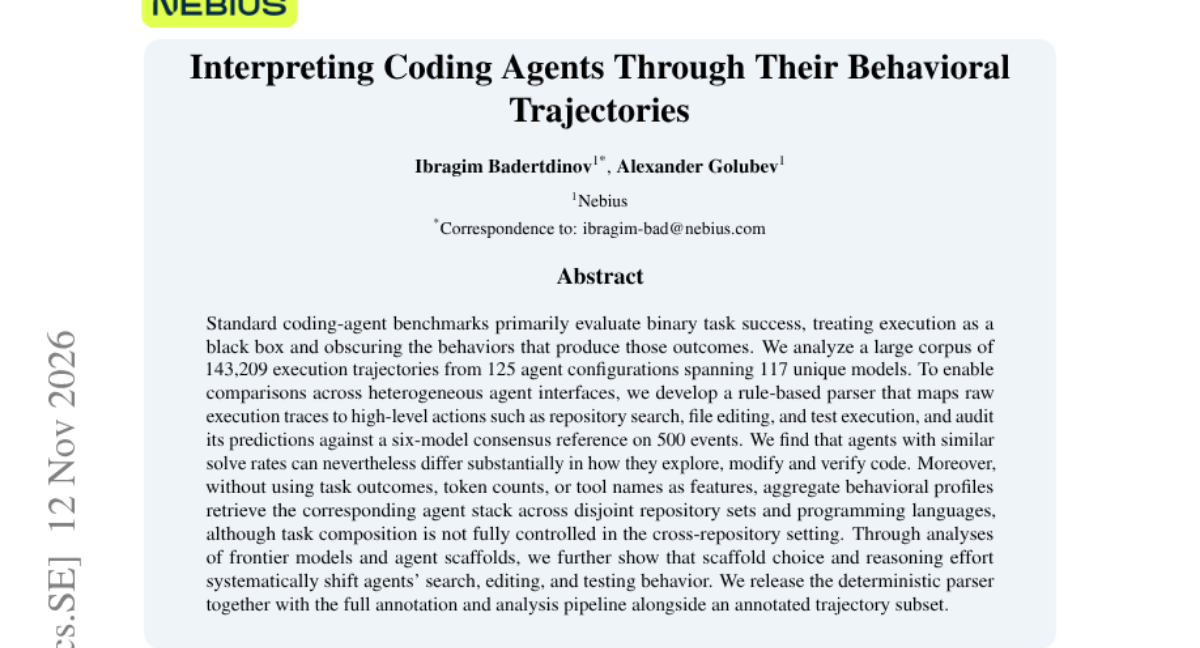 NEBIUS
Interpreting Coding Agents Through Their Behavioral
Trajectories
Ibragim Badertdinov1*, Alexander Golubev1
1Nebius
*Correspondence to: ibragim-bad@nebius.com
Abstract
Standard coding-agent benchmarks primarily evaluate binary task success, treating execution as a
black box and obscuring the behaviors that produce those outcomes. We analyze a large corpus of
143,209 execution trajectories from 125 agent configurations spanning 117 unique models. To enable
comparisons across heterogeneous agent interfaces, we develop a rule-based parser that maps raw
execution traces to high-level actions such as repository search, file editing, and test execution, and audit
its predictions against a six-model consensus reference on 500 events. We find that agents with similar
solve rates can nevertheless differ substantially in how they explore, modify and verify code. Moreover,
without using task outcomes, token counts, or tool names as features, aggregate behavioral profiles
retrieve the corresponding agent stack across disjoint repository sets and programming languages,
although task composition is not fully controlled in the cross-repository setting. Through analyses
of frontier models and agent scaffolds, we further show that scaffold choice and reasoning effort
systematically shift agents' search, editing, and testing behavior. We release the deterministic parser
together with the full annotation and analysis pipeline alongside an annotated trajectory subset.
cs.SE] 12 Nov 2026